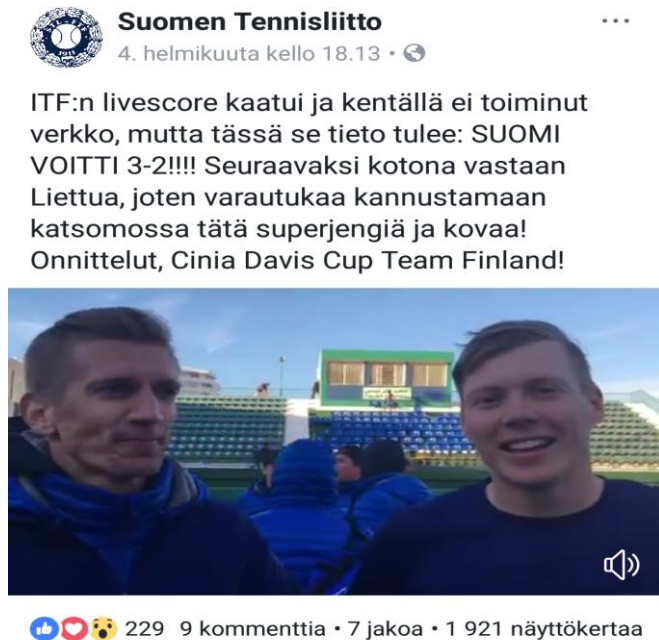 Suomen Tennisliitto
4. helmikuuta kello 18.13 •
ITF:n livescore kaatui ja kentällä ei toiminut
verkko, mutta tässä se tieto tulee: SUOMI
VOITTI 3-2!!!! Seuraavaksi kotona vastaan
Liettua, joten varautukaa kannustamaan
katsomossa tätä superjengiä ja kovaa!
Onnittelut, Cinia Davis Cup Team Finland!
229 9 kommenttia • 7 jakoa • 1 921 näyttökertaa